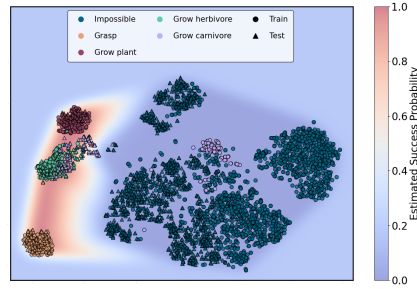 Impossible Grow herbivore Train
Grasp Grow carnivore Test
Grow plant
1.0
0.8
0.6
0.4
0.2
0.0
Estimated Success Probability